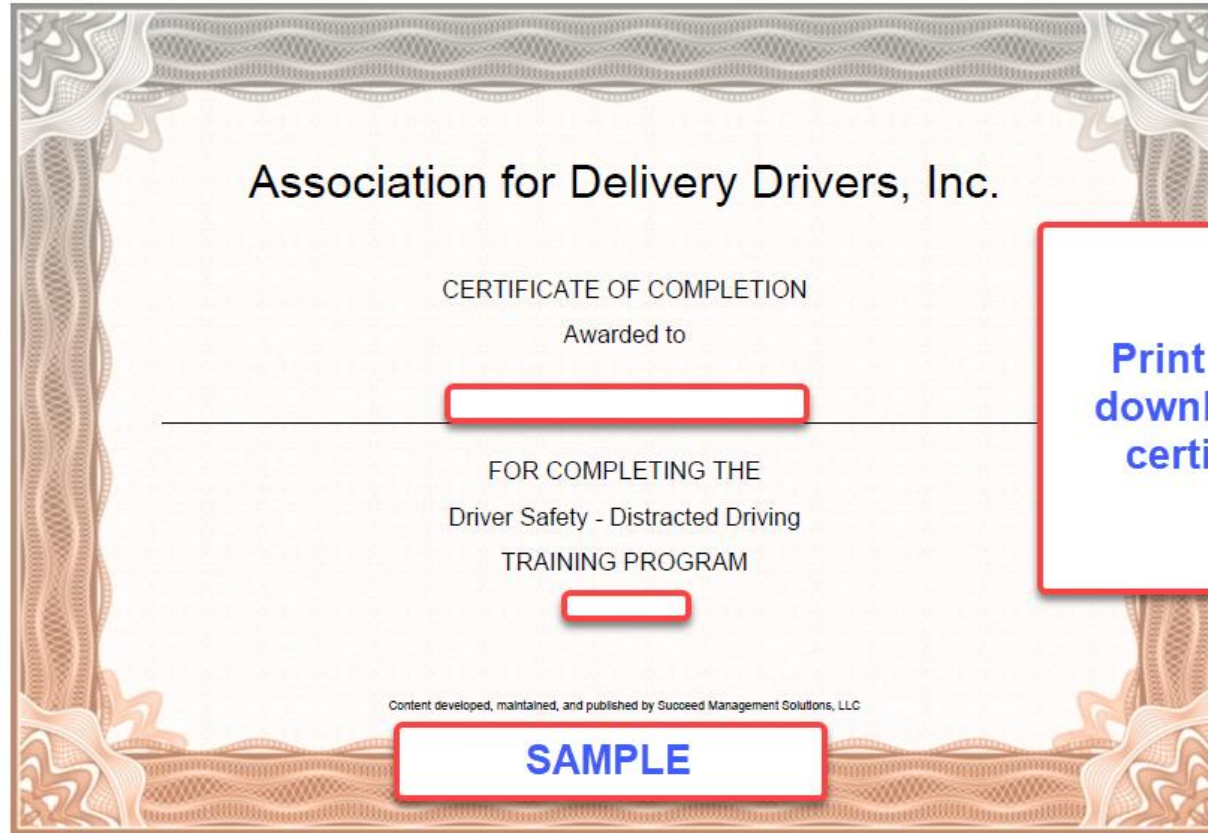 Association for Delivery Drivers, Inc.
CERTIFICATE OF COMPLETION
Awarded to
FOR COMPLETING THE
Driver Safety - Distracted Driving
TRAINING PROGRAM
Content developed, maintained, and published by Succeed Management Solutions, LLC
SAMPLE
Print